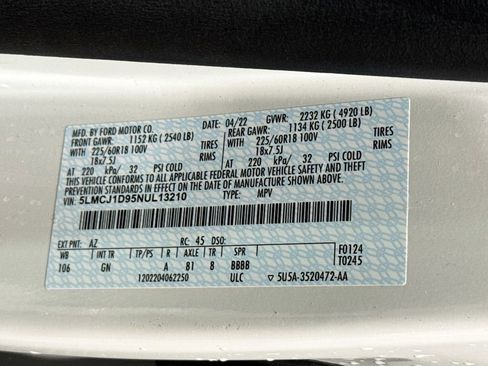 MFD. BY FORD MOTOR CO.
DATE: 04/22 GVWR: 2232 KG ( 4920 LB)
FRONT GAWR: 1152 KG ( 2540 LB) REAR GAWR: 1134 KG ( 2500 LB)
WITH 225/60R18 100V TIRES WITH 225/60R18 100V TIRES
18x7.5J RIMS 18x7.5J RIMS
AT 220 kPa/ 32 PSI COLD AT 220 kPa/ 32 PSI COLD
THIS VEHICLE CONFORMS TO ALL APPLICABLE FEDERAL MOTOR VEHICLE SAFETY AND THEFT
PREVENTION STANDARDS IN EFFECT ON THE DATE OF MANUFACTURE SHOWN ABOVE.
VIN: 5LMCJ1D95NUL13210 TYPE: MPV
EXT PNT: AZ RC: 45 DSO: F0124
WB INT TR TP/PS R AXLE TR SPR T0245
106 GN A 81 8 BBBB
1202204062250 ULC ▽ 5U5A-3520472-AA